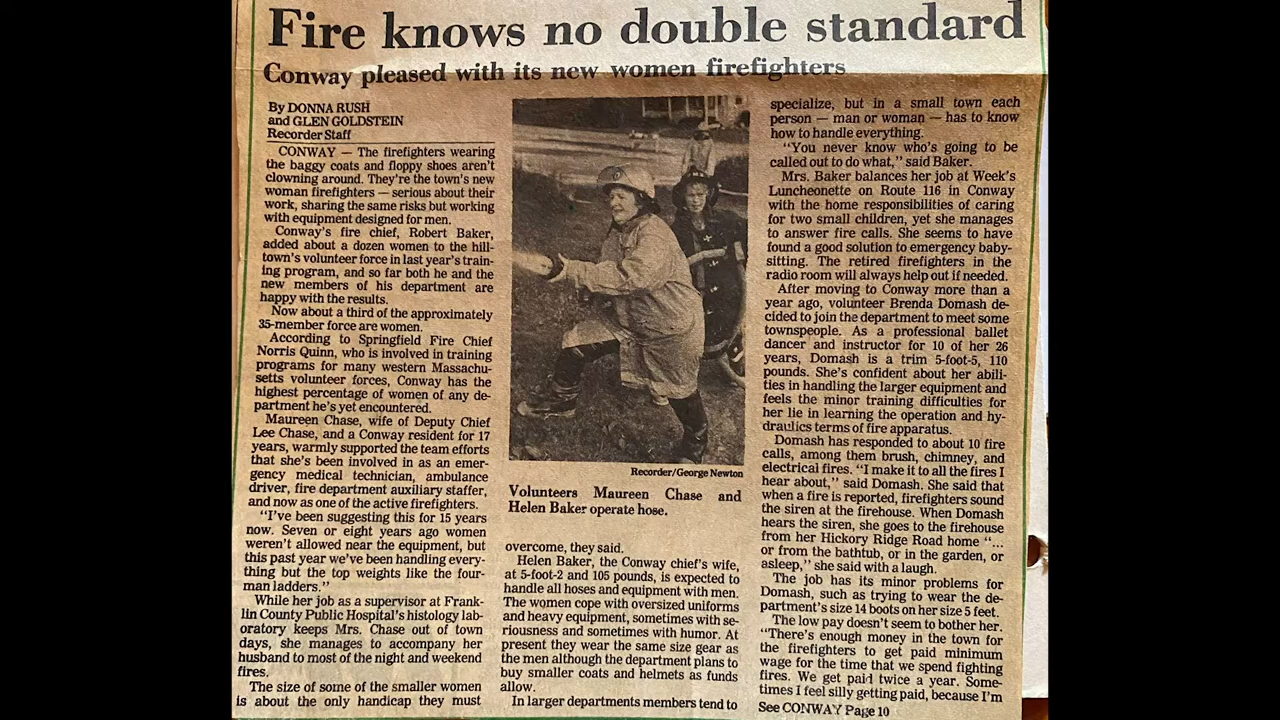 Fire knows no double standard
Conway pleased with its new women firefighters
By DONNA RUSH
and GLEN GOLDSTEIN
Recorder Staff
CONWAY — The firefighters wearing
the baggy coats and floppy shoes aren't
clowning around. They're the town's new
woman firefighters — serious about their
work, sharing the same risks but working
with equipment designed for men.
Conway's fire chief, Robert Baker,
added about a dozen women to the hill-
town's volunteer force in last year's train-
ing program, and so far both he and the
new members of his department are
happy with the results.
Now about a third of the approximately
35-member force are women.
According to Springfield Fire Chief
Norris Quinn, who is involved in training
programs for many western Massachu-
setts volunteer forces, Conway has the
highest percentage of women of any de-
partment he's yet encountered.
Maureen Chase, wife of Deputy Chief
Lee Chase, and a Conway resident for 17
years, warmly supported the team efforts
that she's been involved in as an emer-
gency medical technician, ambulance
driver, fire department auxiliary staffer,
and now as one of the active firefighters.
"I've been suggesting this for 15 years
now. Seven or eight years ago women
weren't allowed near the equipment, but
this past year we've been handling every-
thing but the top weights like the four-
man ladders."
While her job as a supervisor at Frank-
lin County Public Hospital's histology lab-
oratory keeps Mrs. Chase out of town
days, she manages to accompany her
husband to most of the night and weekend
fires.
The size of some of the smaller women
is about the only handicap they must
Recorder/George Newton
Volunteers Maureen Chase and
Helen Baker operate hose.
overcome, they said.
Helen Baker, the Conway chief's wife,
at 5-foot-2 and 105 pounds, is expected to
handle all hoses and equipment with men.
The women cope with oversized uniforms
and heavy equipment, sometimes with se-
riousness and sometimes with humor. At
present they wear the same size gear as
the men although the department plans to
buy smaller coats and helmets as funds
allow.
In larger departments members tend to
specialize, but in a small town each
person — man or woman — has to know
how to handle everything.
"You never know who's going to be
called out to do what," said Baker.
Mrs. Baker balances her job at Week's
Luncheonette on Route 116 in Conway
with the home responsibilities of caring
for two small children, yet she manages
to answer fire calls. She seems to have
found a good solution to emergency baby-
sitting. The retired firefighters in the
radio room will always help out if needed.
After moving to Conway more than a
year ago, volunteer Brenda Domash de-
cided to join the department to meet some
townspeople. As a professional ballet
dancer and instructor for 10 of her 26
years, Domash is a trim 5-foot-5, 110
pounds. She's confident about her abili-
ties in handling the larger equipment and
feels the minor training difficulties for
her lie in learning the operation and hy-
draulics terms of fire apparatus.
Domash has responded to about 10 fire
calls, among them brush, chimney, and
electrical fires. "I make it to all the fires I
hear about," said Domash. She said that
when a fire is reported, firefighters sound
the siren at the firehouse. When Domash
hears the siren, she goes to the firehouse
from her Hickory Ridge Road home "...
or from the bathtub, or in the garden, or
asleep," she said with a laugh.
The job has its minor problems for
Domash, such as trying to wear the de-
partment's size 14 boots on her size 5 feet.
The low pay doesn't seem to bother her.
"There's enough money in the town for
the firefighters to get paid minimum
wage for the time that we spend fighting
fires. We get paid twice a year. Some-
times I feel silly getting paid, because I'm
See CONWAY Page 10